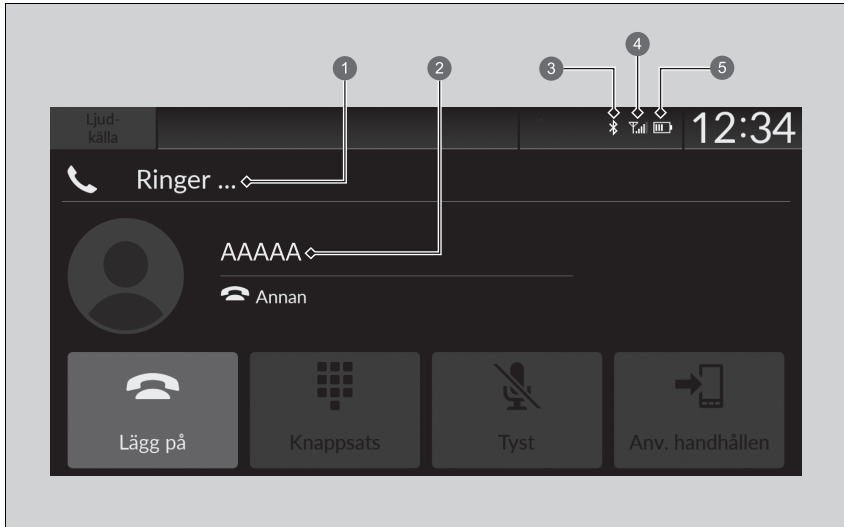 1 2 3 4 5
Ljud-
källa
12:34
Ringer ...
AAAAA
Annan
Lägg på Knappsats Tyst Anv. handhållen